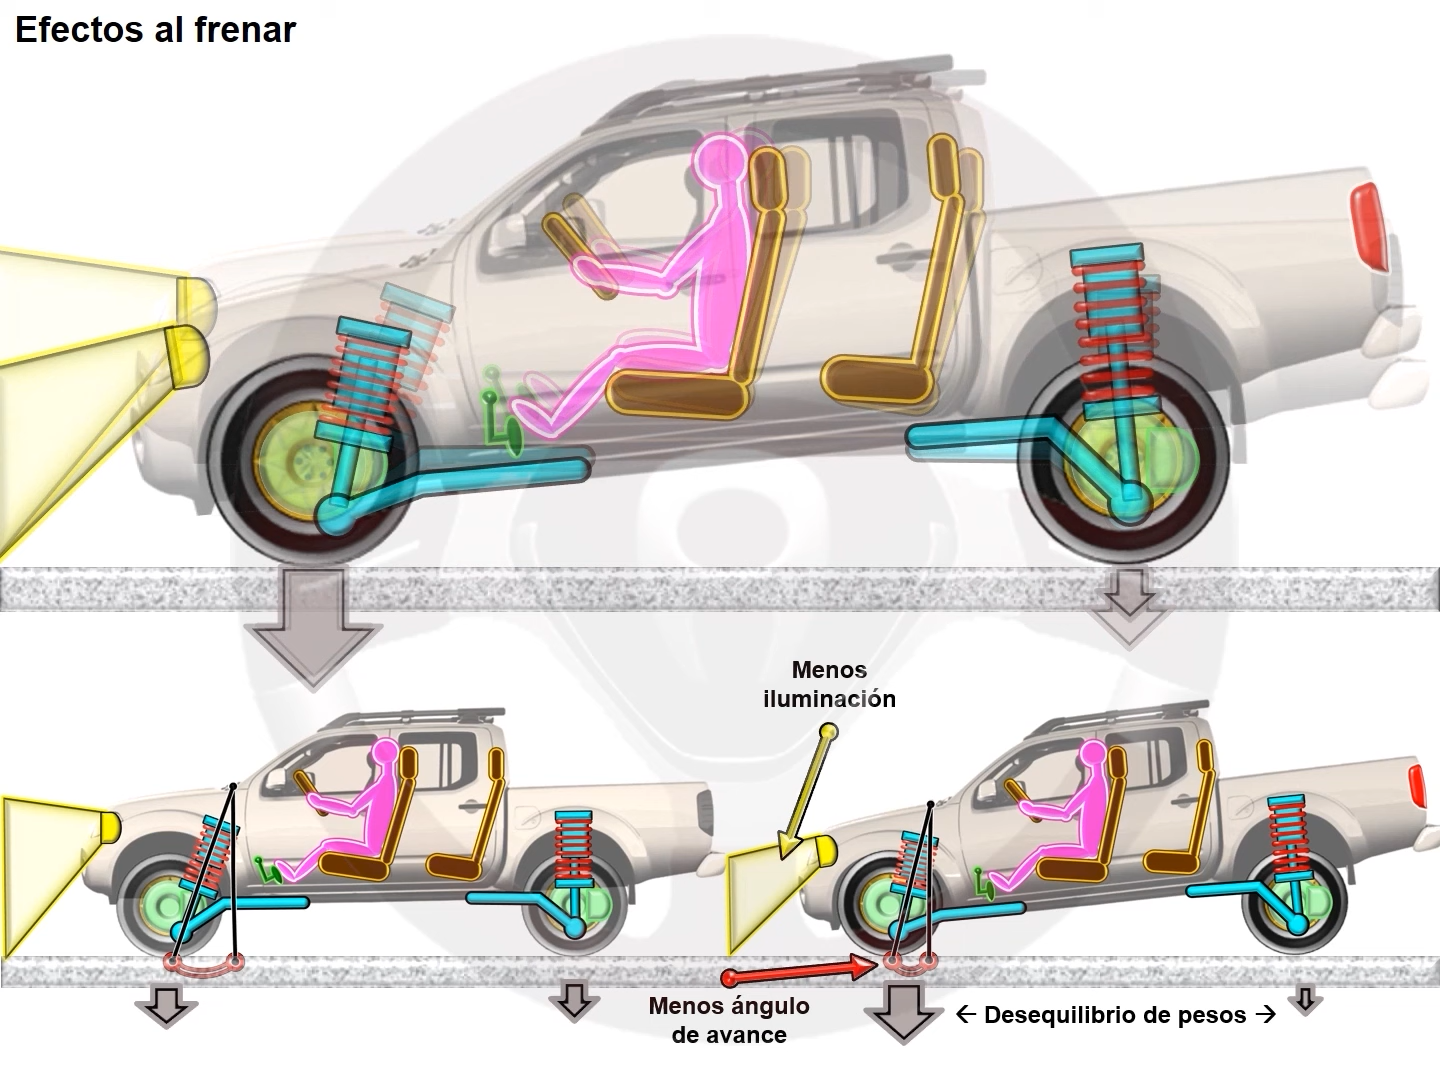 Efectos al frenar
Menos
iluminación
Menos ángulo
de avance
← Desequilibrio de pesos →